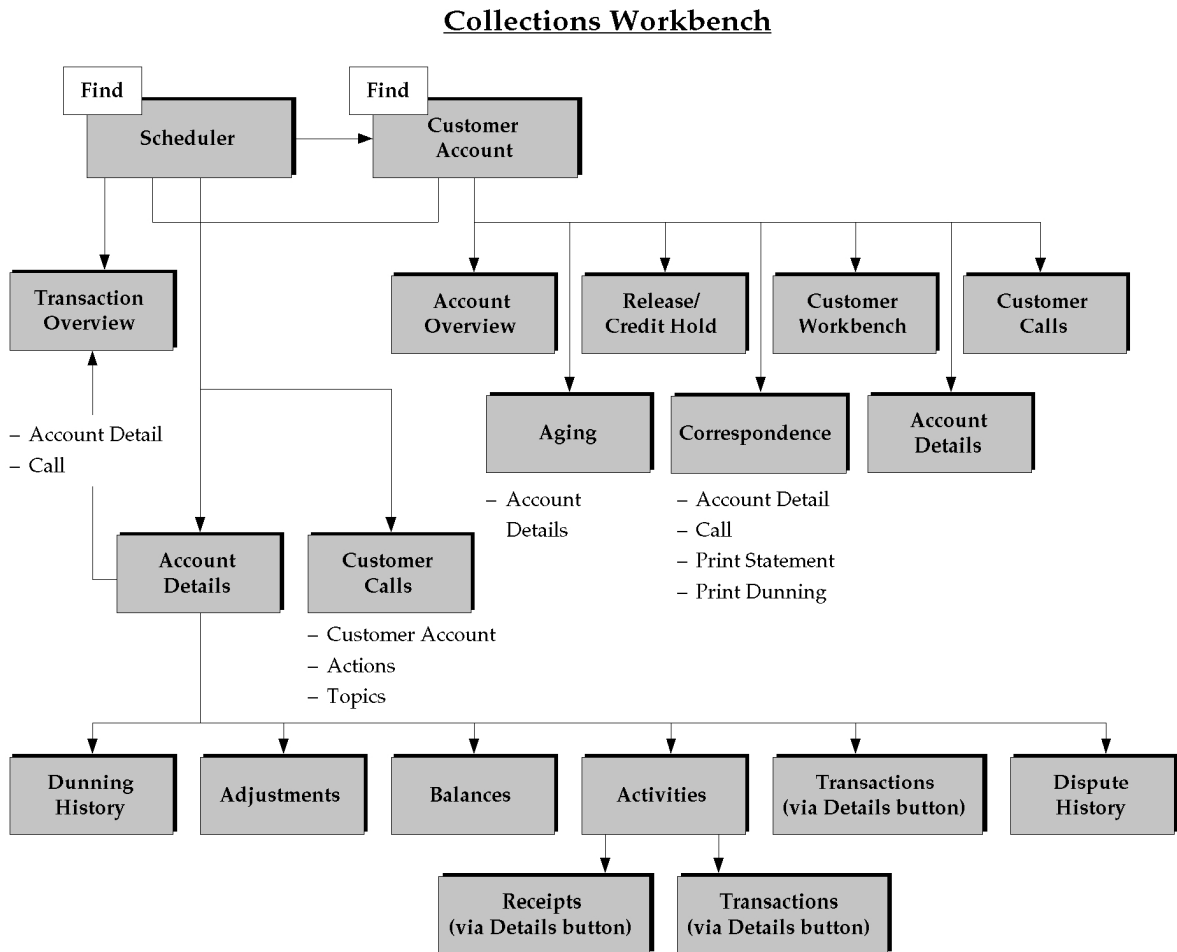 Collections Workbench
Find
Find
Scheduler
Customer
Account
Transaction
Overview
Account
Overview
Release/
Credit Hold
Customer
Workbench
Customer
Calls
Aging
Correspondence
Account
Details
– Account Detail
– Call
– Account
Details
– Account Detail
– Call
– Print Statement
– Print Dunning
Account
Details
Customer
Calls
– Customer Account
– Actions
– Topics
Dunning
History
Adjustments
Balances
Activities
Transactions
(via Details button)
Dispute
History
Receipts
(via Details button)
Transactions
(via Details button)